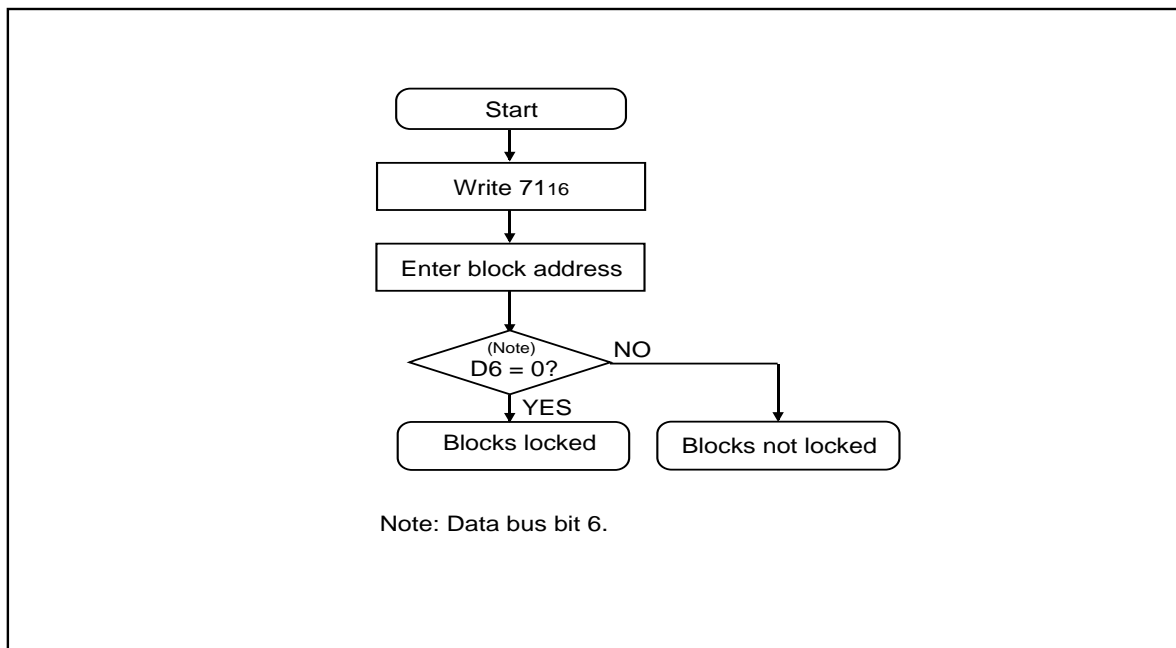 Start
Write 7116
Enter block address
(Note)
D6 = 0?
NO
YES
Blocks locked
Blocks not locked
Note: Data bus bit 6.